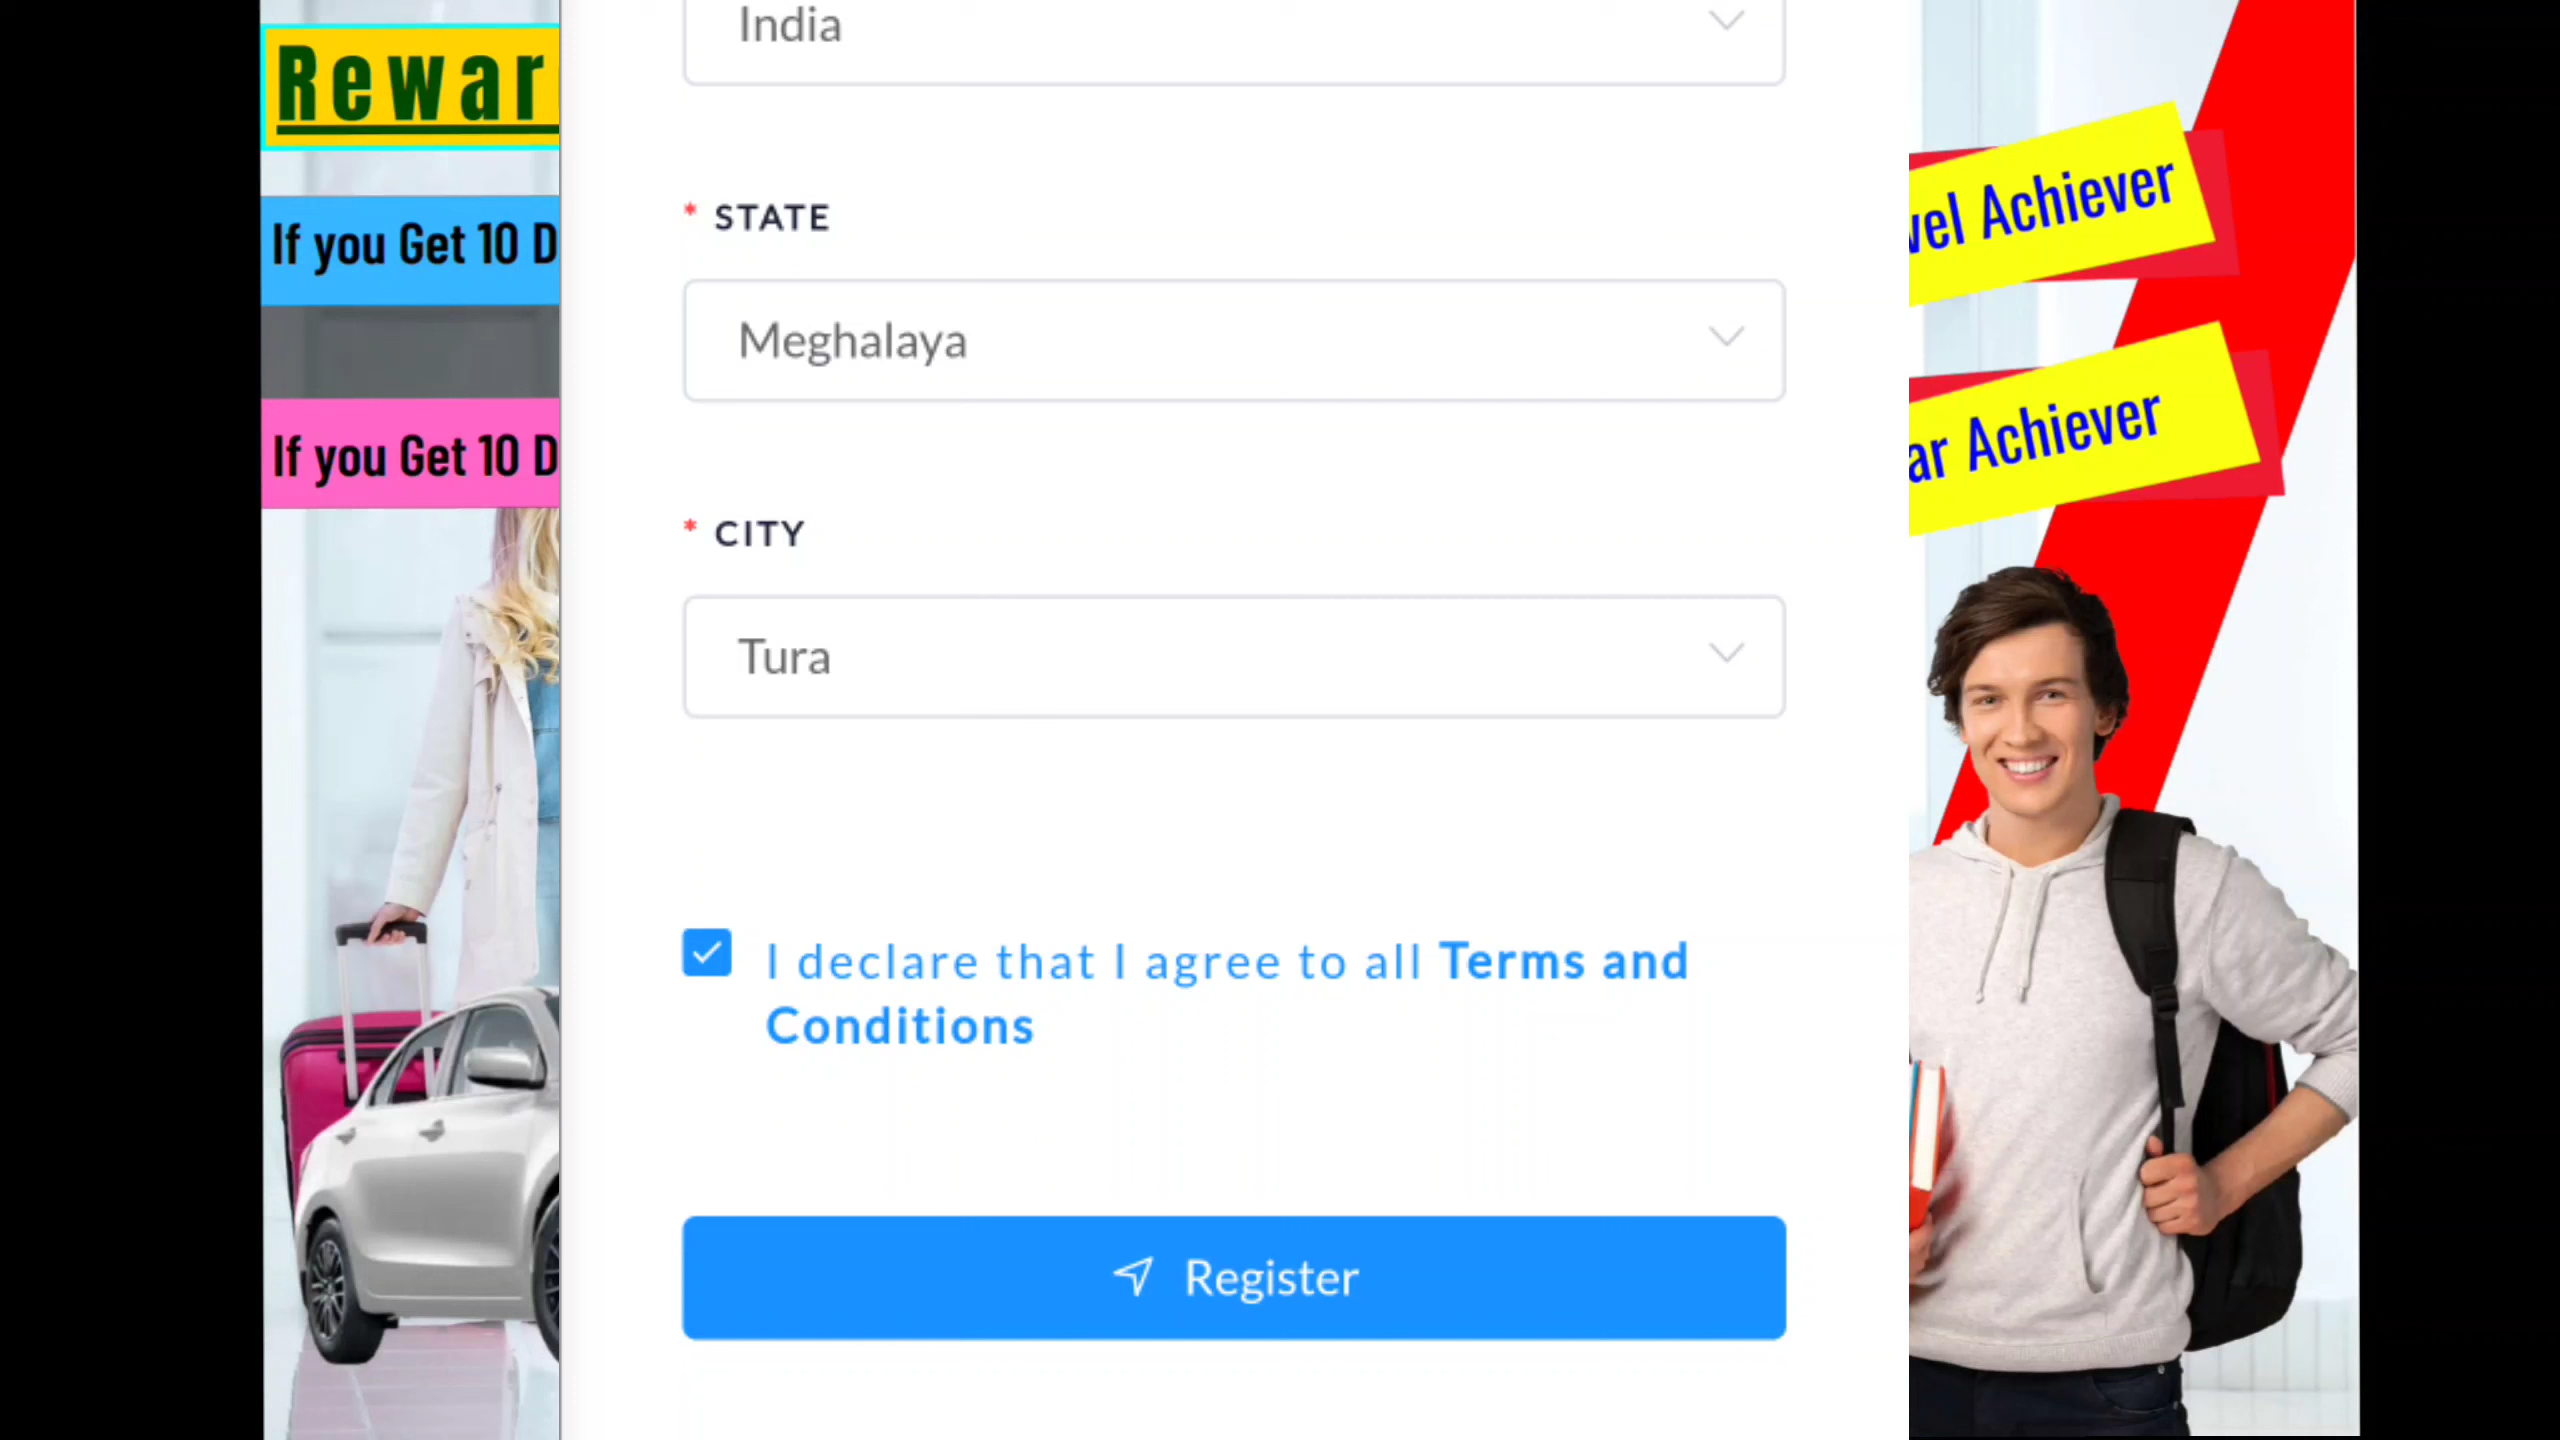 Rewar
If you Get 10 D
If you Get 10 D
India
* STATE
Meghalaya
* CITY
Tura
I declare that I agree to all Terms and
Conditions
Register
vel Achiever
ar Achiever